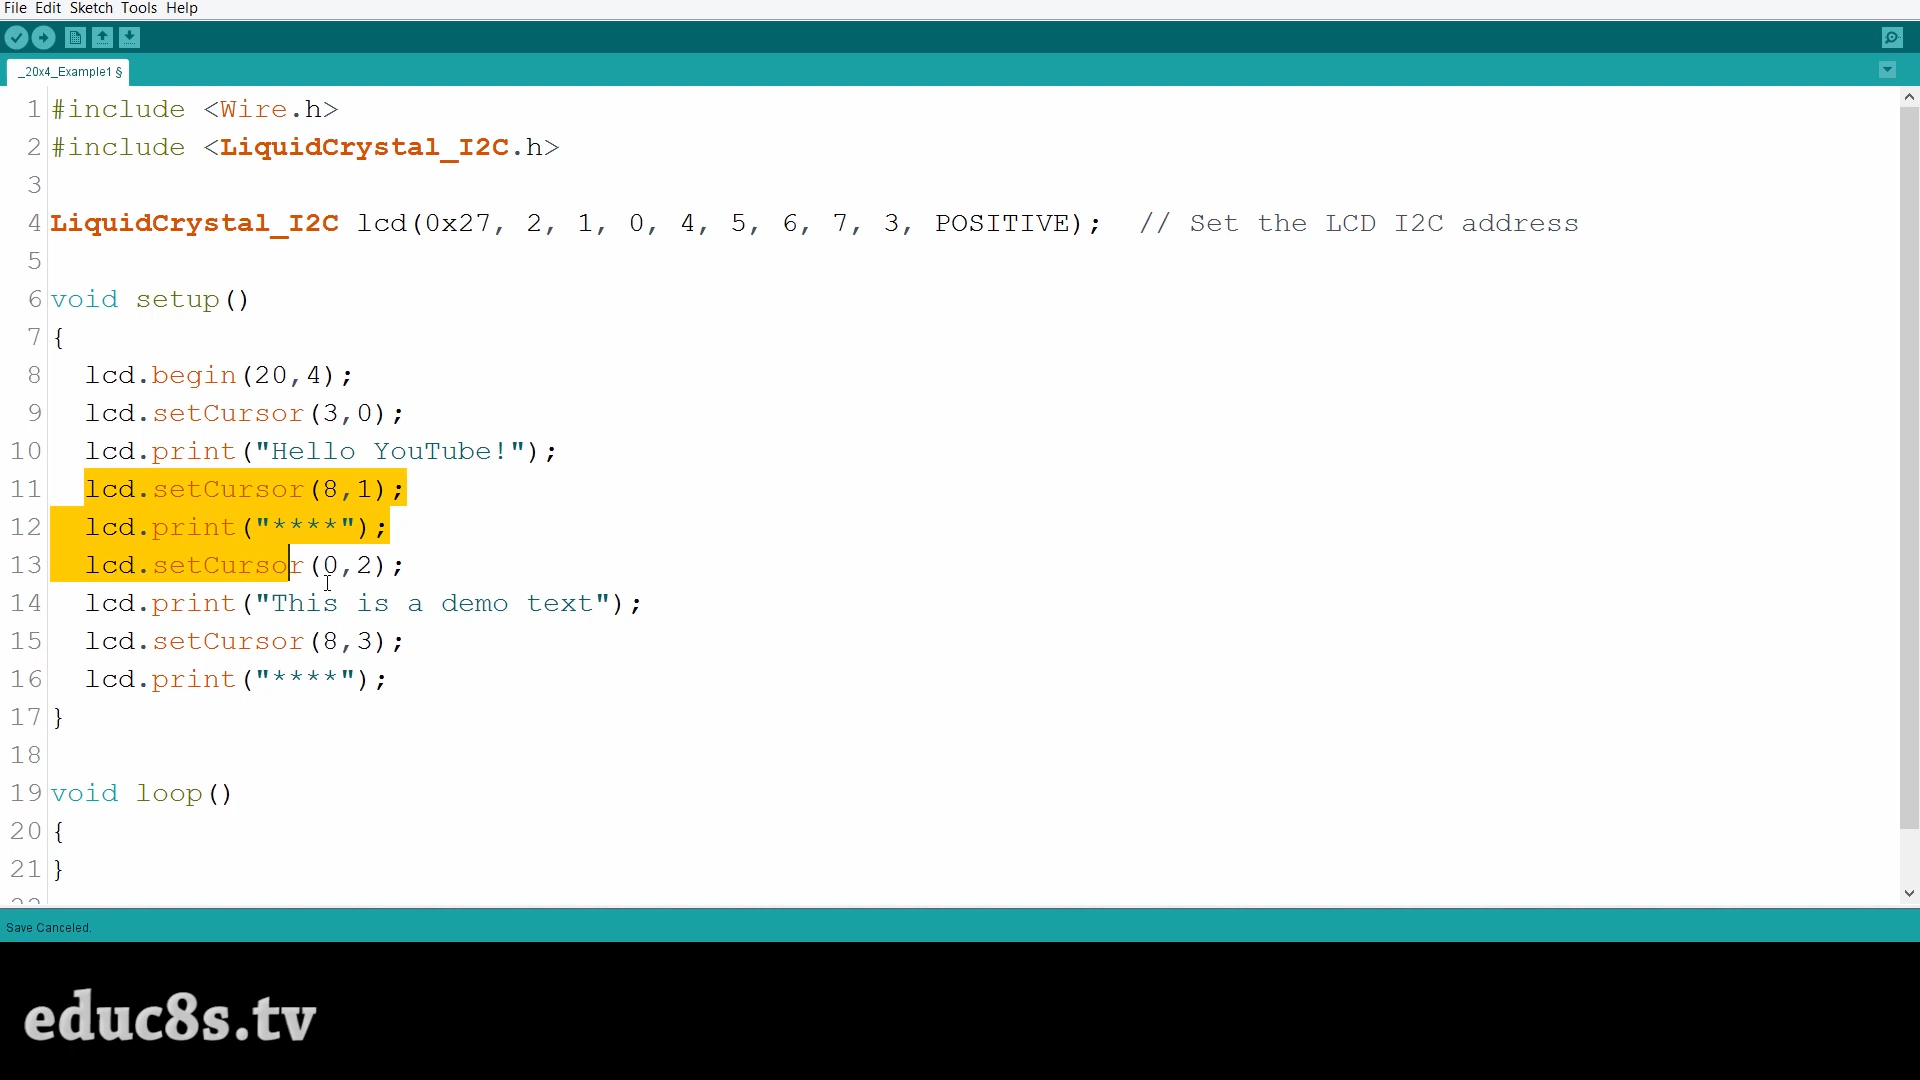 File Edit Sketch Tools Help
_20x4_Example1 §
1 #include <Wire.h>
2 #include <LiquidCrystal_I2C.h>
3
4 LiquidCrystal_I2C lcd(0x27, 2, 1, 0, 4, 5, 6, 7, 3, POSITIVE);  // Set the LCD I2C address
5
6 void setup()
7 {
8   lcd.begin(20,4);
9   lcd.setCursor(3,0);
10   lcd.print("Hello YouTube!");
11   lcd.setCursor(8,1);
12   lcd.print("****");
13   lcd.setCursor(0,2);
14   lcd.print("This is a demo text");
15   lcd.setCursor(8,3);
16   lcd.print("****");
17 }
18
19 void loop()
20 {
21 }
Save Canceled.
educ8s.tv